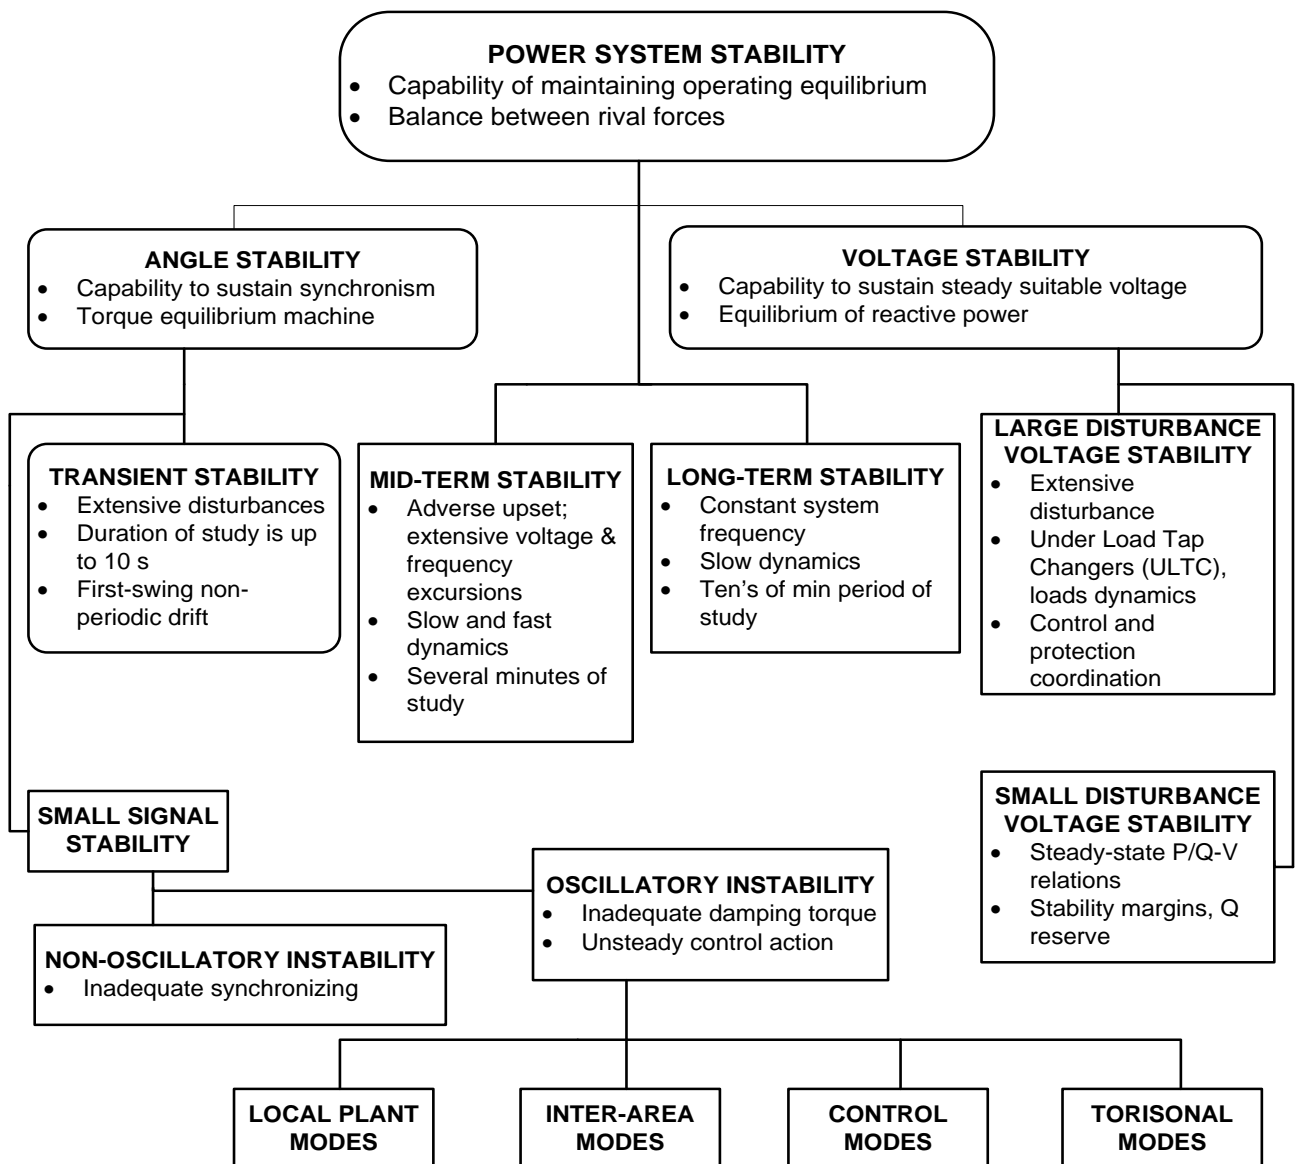 POWER SYSTEM STABILITY
• Capability of maintaining operating equilibrium
• Balance between rival forces
ANGLE STABILITY
• Capability to sustain synchronism
• Torque equilibrium machine
VOLTAGE STABILITY
• Capability to sustain steady suitable voltage
• Equilibrium of reactive power
TRANSIENT STABILITY
• Extensive disturbances
• Duration of study is up
to 10 s
• First-swing non-
periodic drift
MID-TERM STABILITY
• Adverse upset;
extensive voltage &
frequency
excursions
• Slow and fast
dynamics
• Several minutes of
study
LONG-TERM STABILITY
• Constant system
frequency
• Slow dynamics
• Ten's of min period of
study
LARGE DISTURBANCE
VOLTAGE STABILITY
• Extensive
disturbance
• Under Load Tap
Changers (ULTC),
loads dynamics
• Control and
protection
coordination
SMALL SIGNAL
STABILITY
SMALL DISTURBANCE
VOLTAGE STABILITY
• Steady-state P/Q-V
relations
• Stability margins, Q
reserve
OSCILLATORY INSTABILITY
• Inadequate damping torque
• Unsteady control action
NON-OSCILLATORY INSTABILITY
• Inadequate synchronizing
LOCAL PLANT
MODES
INTER-AREA
MODES
CONTROL
MODES
TORISONAL
MODES